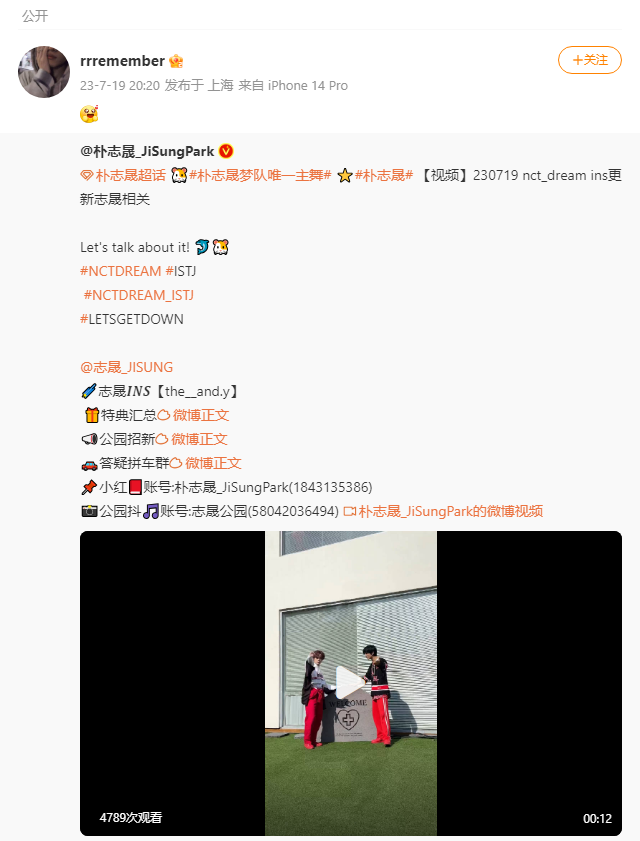 公开
rrremember
+关注
23-7-19 20:20 发布于 上海 来自 iPhone 14 Pro
@朴志晟_JiSungPark
朴志晟超话 🐹#朴志晟梦队唯一主舞# ⭐#朴志晟# 【视频】230719 nct_dream ins更
新志晟相关
Let's talk about it! 🐬🐹
#NCTDREAM #ISTJ
#NCTDREAM_ISTJ
#LETSGETDOWN
@志晟_JISUNG
志晟INS【the__and.y】
🎁特典汇总 微博正文
📢公园招新 微博正文
🚗答疑拼车群 微博正文
📌小红📕账号:朴志晟_JiSungPark(1843135386)
📷公园抖🎵账号:志晟公园(58042036494) 朴志晟_JiSungPark的微博视频
WELCOME
4789次观看
00:12